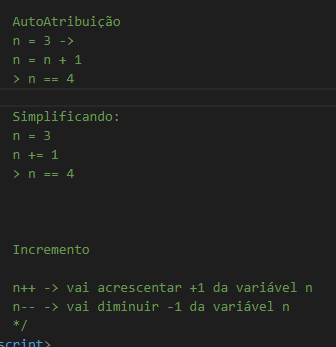 AutoAtribuição
n = 3 ->
n = n + 1
> n == 4
Simplificando:
n = 3
n += 1
> n == 4
Incremento
n++ -> vai acrescentar +1 da variável n
n-- -> vai diminuir -1 da variável n
*/
script>